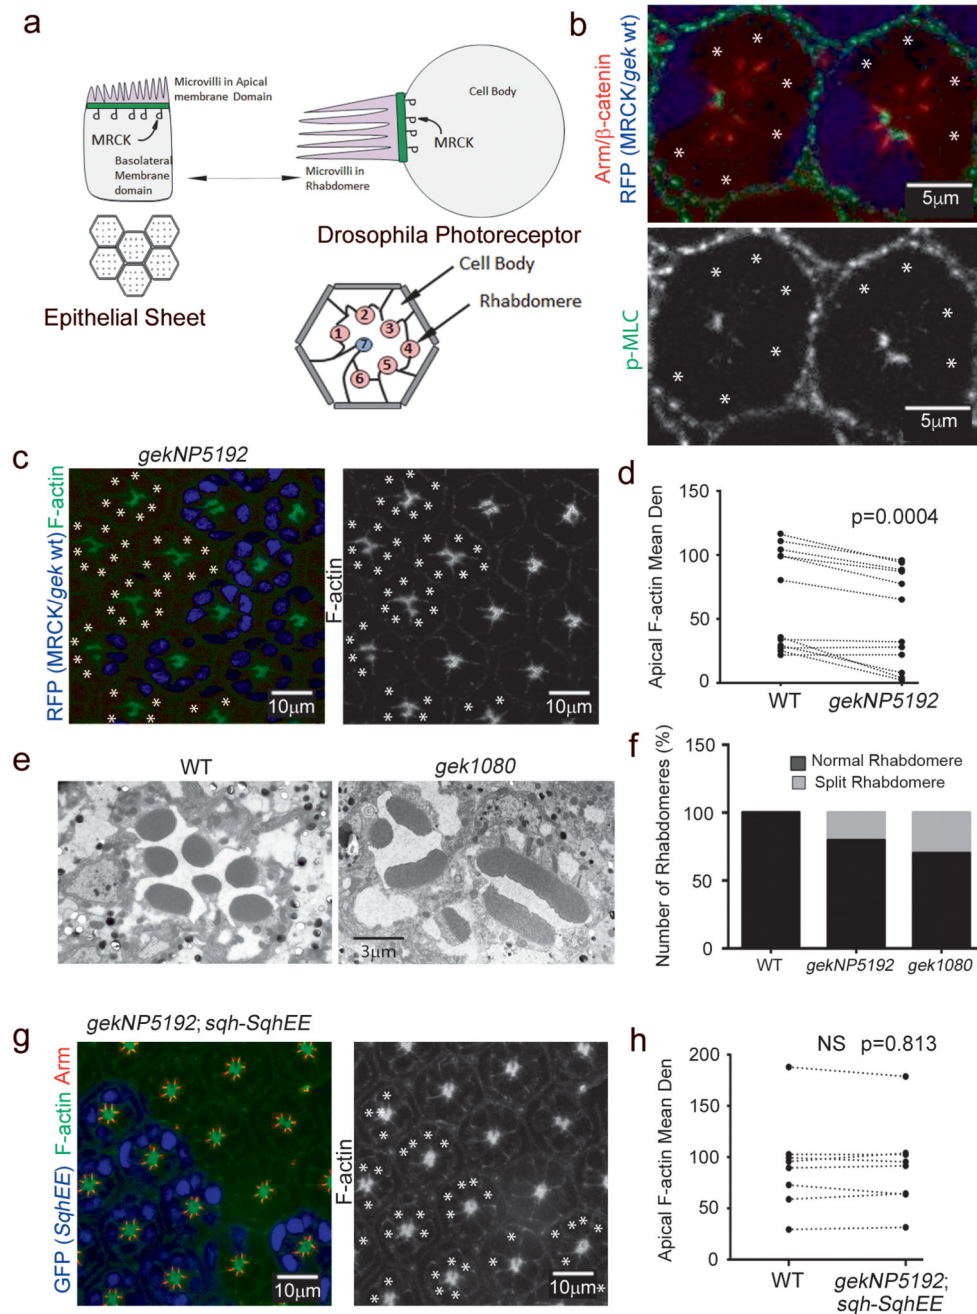 a
Microvilli in Apical
membrane Domain
MRCK
Basolateral
Membrane
domain
Epithelial Sheet
Cell Body
MRCK
Microvilli in
Rhabdomere
Drosophila Photoreceptor
Cell Body
Rhabdomere
1
2
3
4
5
6
7
b
Arm/β-catenin
RFP (MRCK/gek wt)
5μm
p-MLC
5μm
c
gekNP5192
RFP (MRCK/gek wt) F-actin
10μm
F-actin
10μm
d
Apical F-actin Mean Den
150
100
50
0
p=0.0004
WT
gekNP5192
e
WT
gek1080
3μm
f
Number of Rhabdomeres (%)
150
100
50
0
Normal Rhabdomere
Split Rhabdomere
WT
gekNP5192
gek1080
g
gekNP5192; sqh-SqhEE
GFP (SqhEE) F-actin Arm
10μm
F-actin
10μm
h
Apical F-actin Mean Den
200
150
100
50
0
NS p=0.813
WT
gekNP5192;
sqh-SqhEE